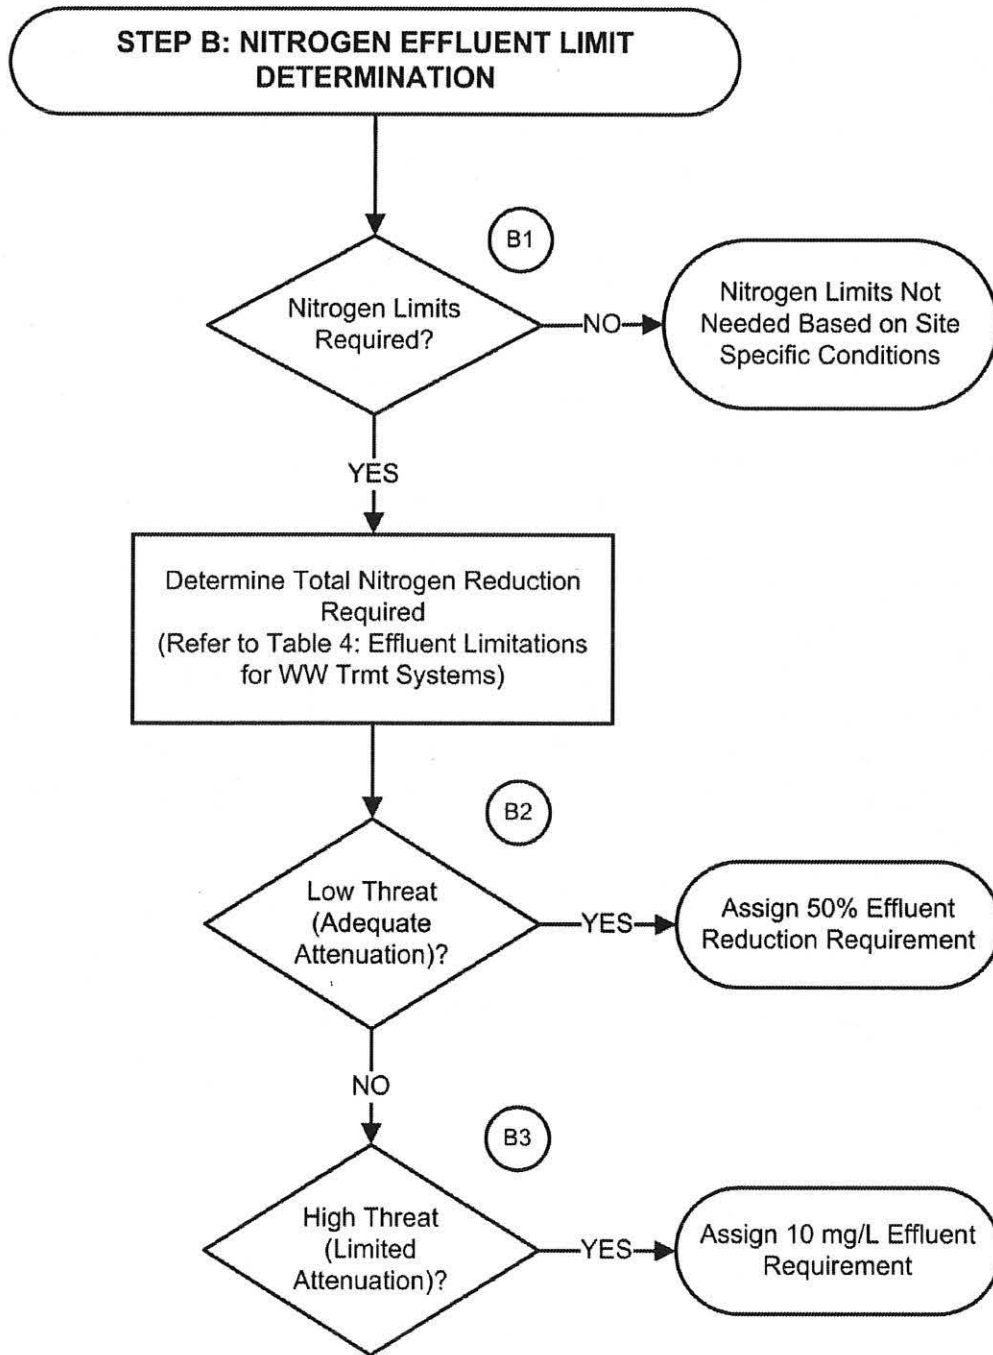 STEP B: NITROGEN EFFLUENT LIMIT
DETERMINATION
B1
Nitrogen Limits
Required?
NO
Nitrogen Limits Not
Needed Based on Site
Specific Conditions
YES
Determine Total Nitrogen Reduction
Required
(Refer to Table 4: Effluent Limitations
for WW Trmt Systems)
B2
Low Threat
(Adequate
Attenuation)?
YES
Assign 50% Effluent
Reduction Requirement
NO
B3
High Threat
(Limited
Attenuation)?
YES
Assign 10 mg/L Effluent
Requirement